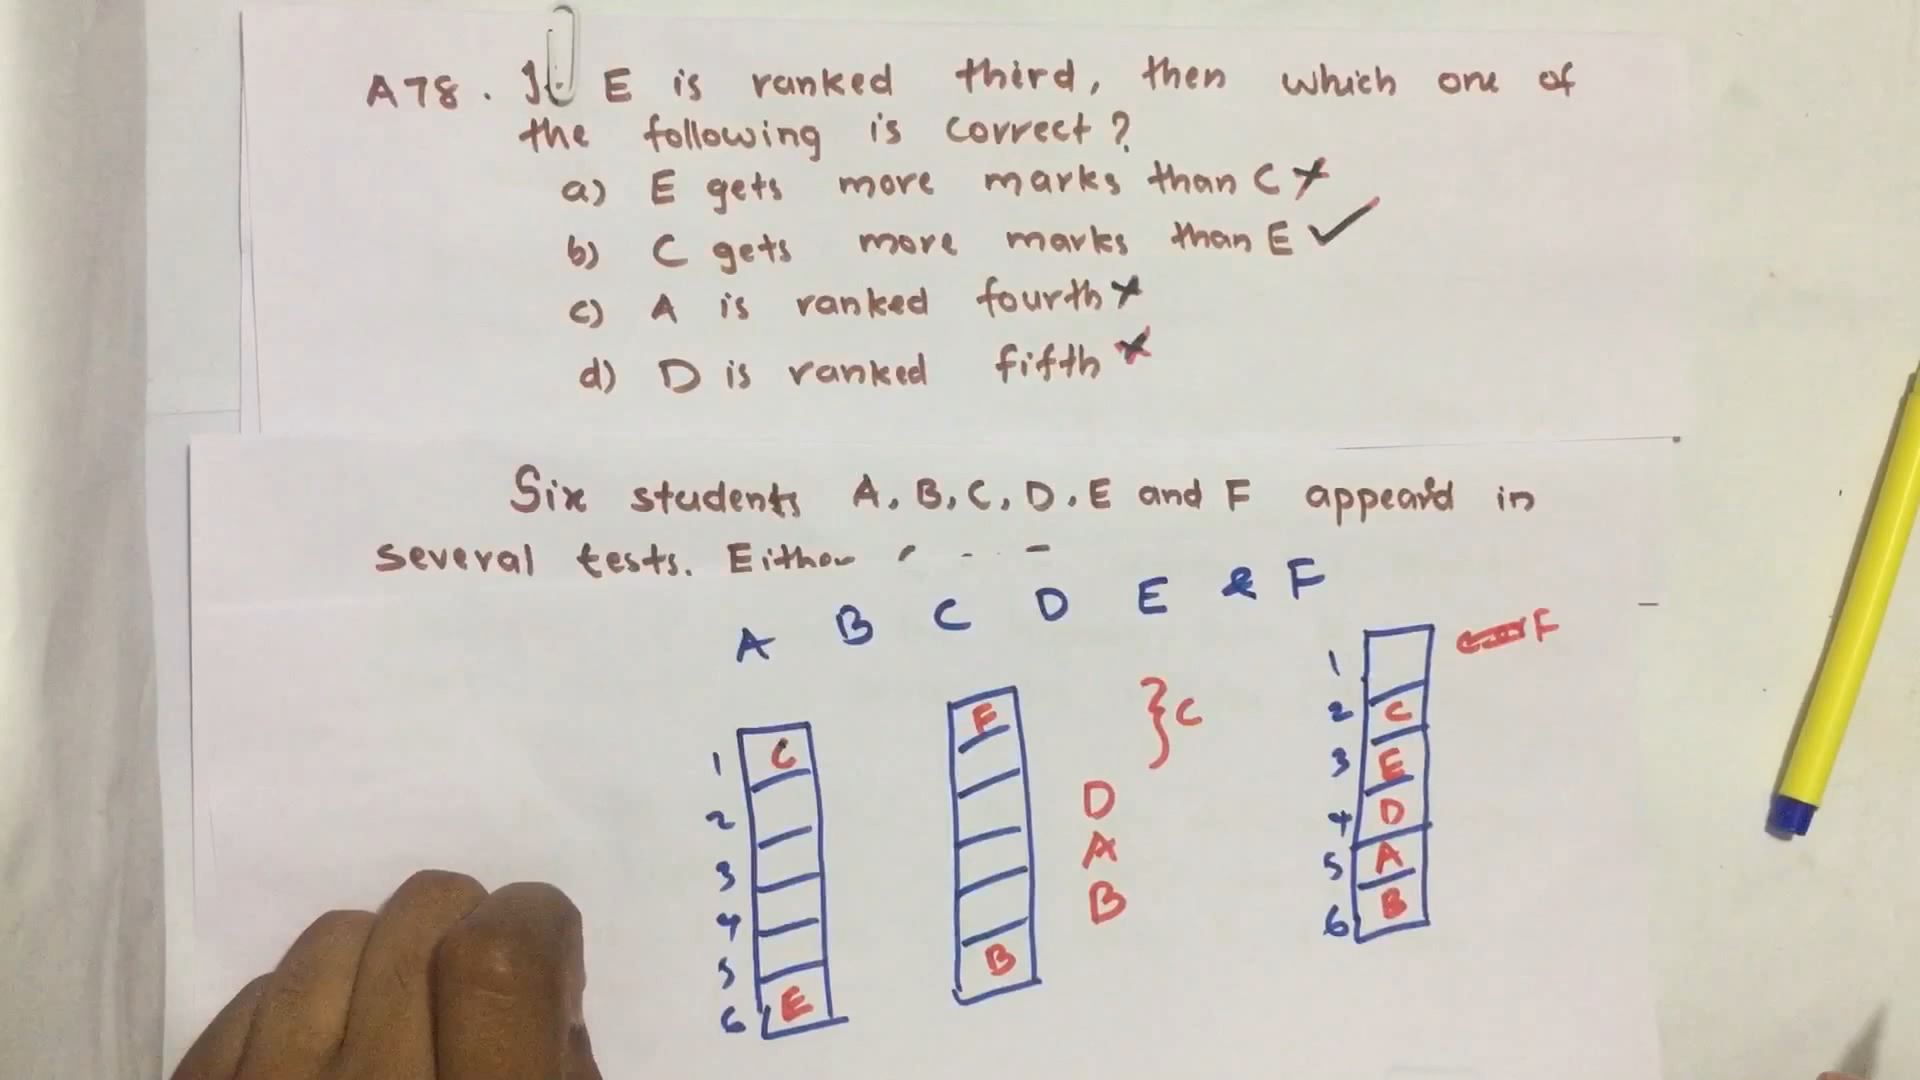 A78. If E is ranked third, then which one of
the following is correct?
a) E gets more marks than C ×
b) C gets more marks than E ✓
c) A is ranked fourth ×
d) D is ranked fifth ×
Six students A, B, C, D, E and F appear'd in
several tests. Either - - -
A B C D E & F
1 C
2
3
4
5
6 E
F
B
} C
D
A
B
F
1
2 C
3 E
4 D
5 A
6 B